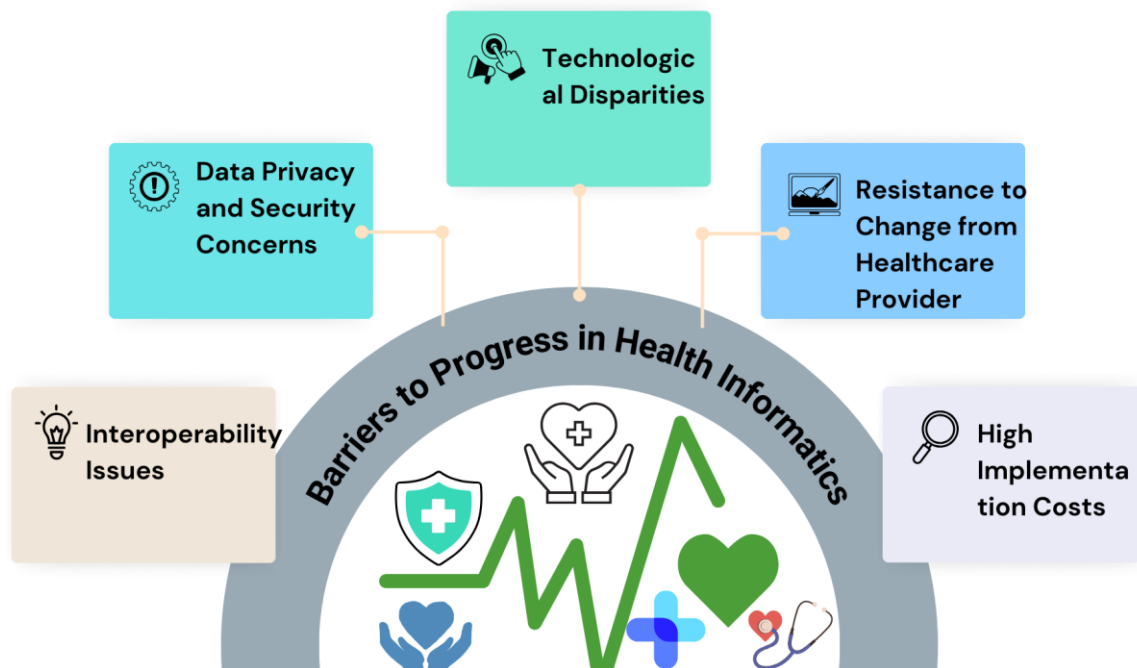 Technologic
al Disparities
Data Privacy
and Security
Concerns
Resistance to
Change from
Healthcare
Provider
Barriers to Progress in Health Informatics
Interoperability
Issues
High
Implementa
tion Costs